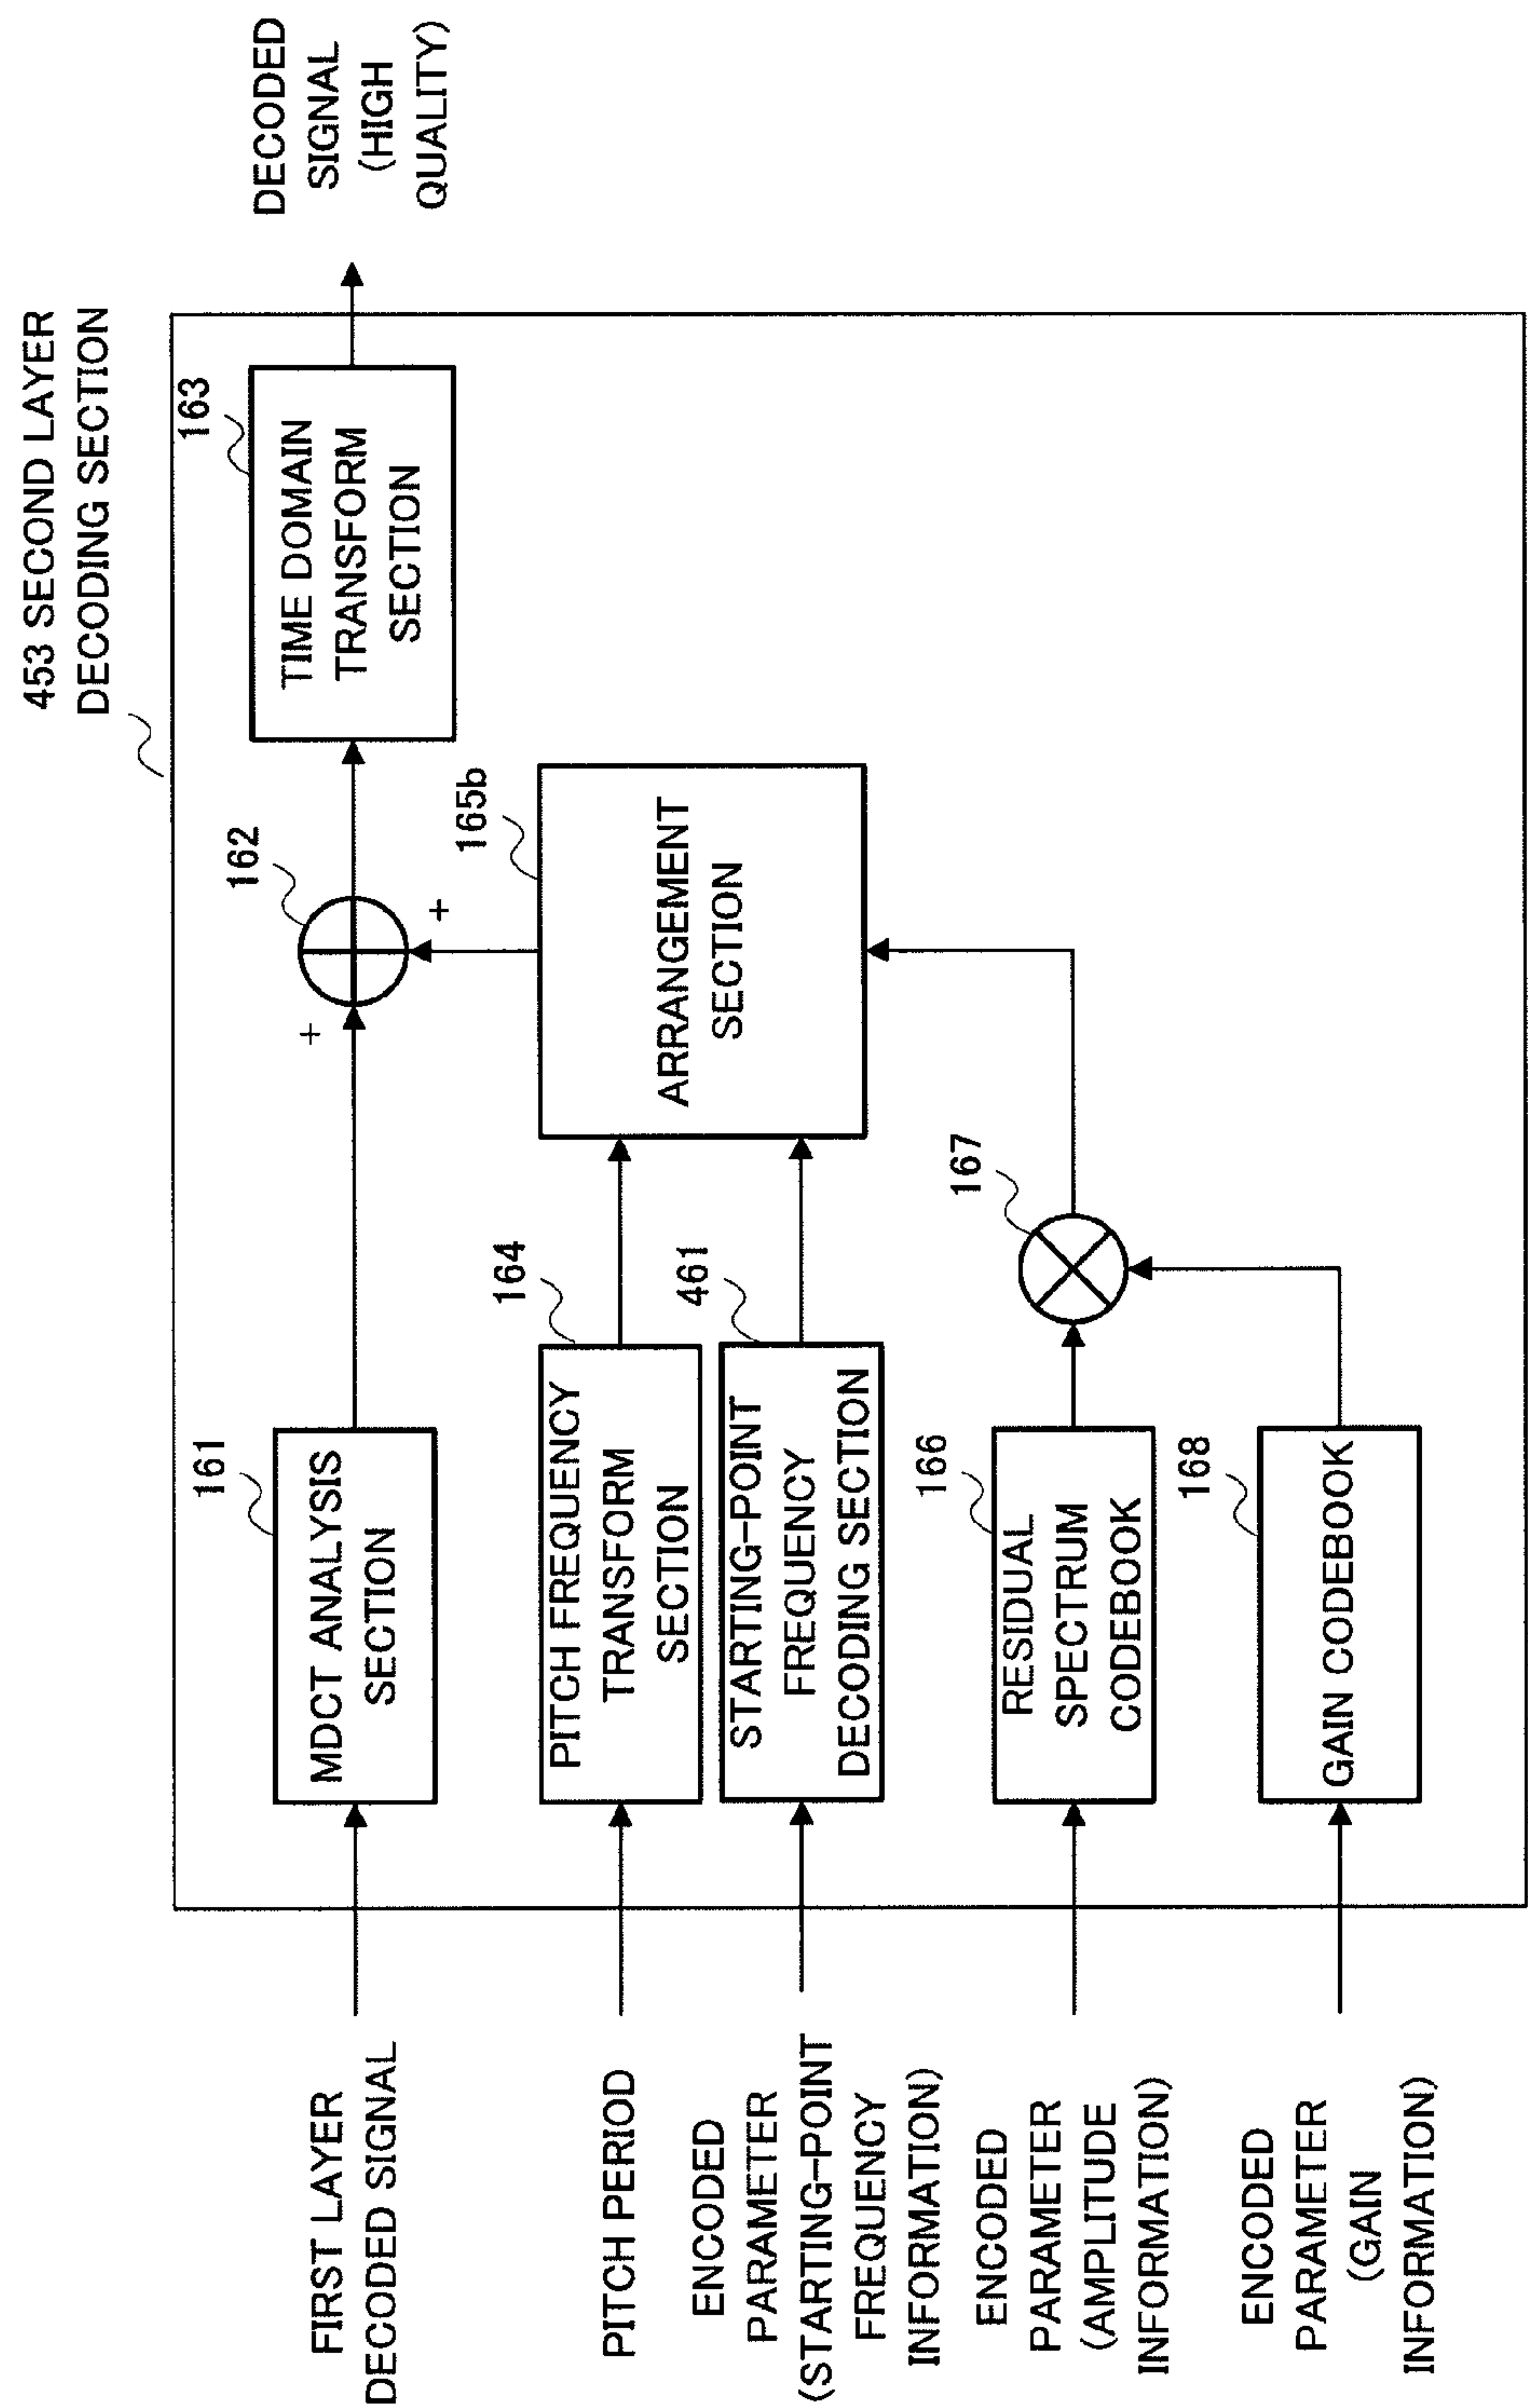 453 SECOND LAYER
DECODING SECTION
FIRST LAYER
DECODED SIGNAL
161
MDCT ANALYSIS
SECTION
+
162
+
163
TIME DOMAIN
TRANSFORM
SECTION
DECODED
SIGNAL
(HIGH
QUALITY)
PITCH PERIOD
164
PITCH FREQUENCY
TRANSFORM
SECTION
165b
ARRANGEMENT
SECTION
ENCODED
PARAMETER
(STARTING-POINT
FREQUENCY
INFORMATION)
461
STARTING-POINT
FREQUENCY
DECODING SECTION
ENCODED
PARAMETER
(AMPLITUDE
INFORMATION)
166
RESIDUAL
SPECTRUM
CODEBOOK
167
ENCODED
PARAMETER
(GAIN
INFORMATION)
168
GAIN CODEBOOK